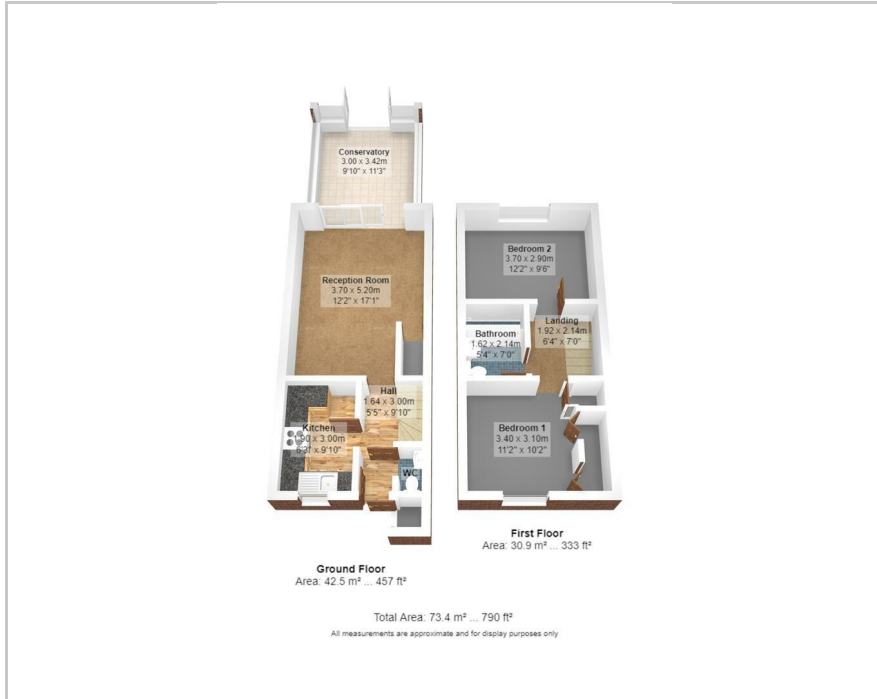 Conservatory
3.00 x 3.42m
9'10" x 11'3"
Reception Room
3.70 x 5.20m
12'2" x 17'1"
Hall
1.64 x 3.00m
5'5" x 9'10"
Kitchen
1.90 x 3.00m
6'3" x 9'10"
WC
Ground Floor
Area: 42.5 m² ... 457 ft²
Bedroom 2
3.70 x 2.90m
12'2" x 9'6"
Landing
1.92 x 2.14m
6'4" x 7'0"
Bathroom
1.62 x 2.14m
5'4" x 7'0"
Bedroom 1
3.40 x 3.10m
11'2" x 10'2"
First Floor
Area: 30.9 m² ... 333 ft²
Total Area: 73.4 m² ... 790 ft²
All measurements are approximate and for display purposes only